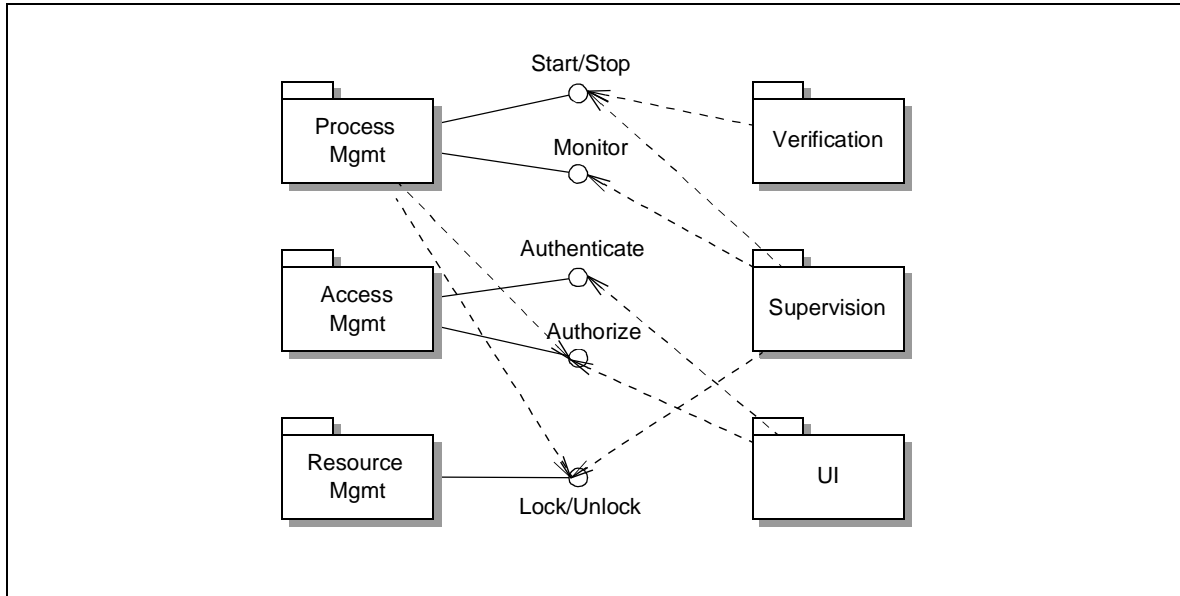 Start/Stop
Process
Mgmt
Verification
Monitor
Authenticate
Access
Mgmt
Supervision
Authorize
Resource
Mgmt
UI
Lock/Unlock